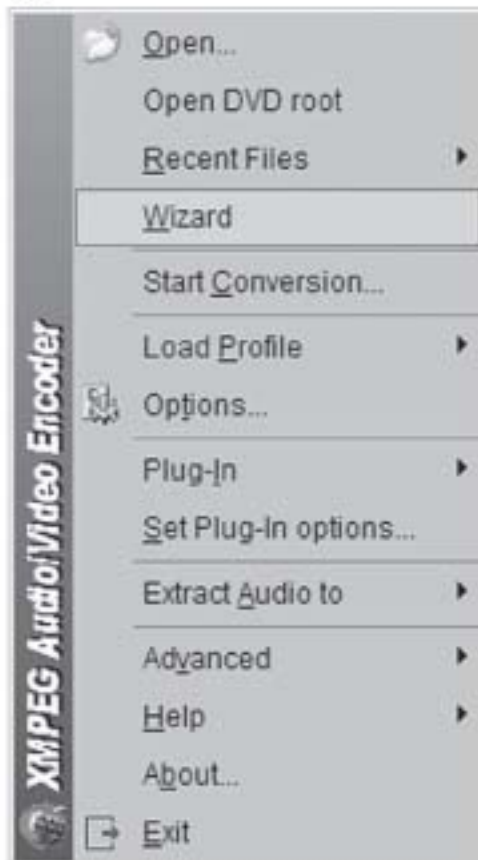 Open...
Open DVD root
Recent Files
Wizard
Start Conversion...
Load Profile
Options...
Plug-In
Set Plug-In options...
Extract Audio to
Advanced
Help
About...
Exit
XMPEG Audio/Video Encoder